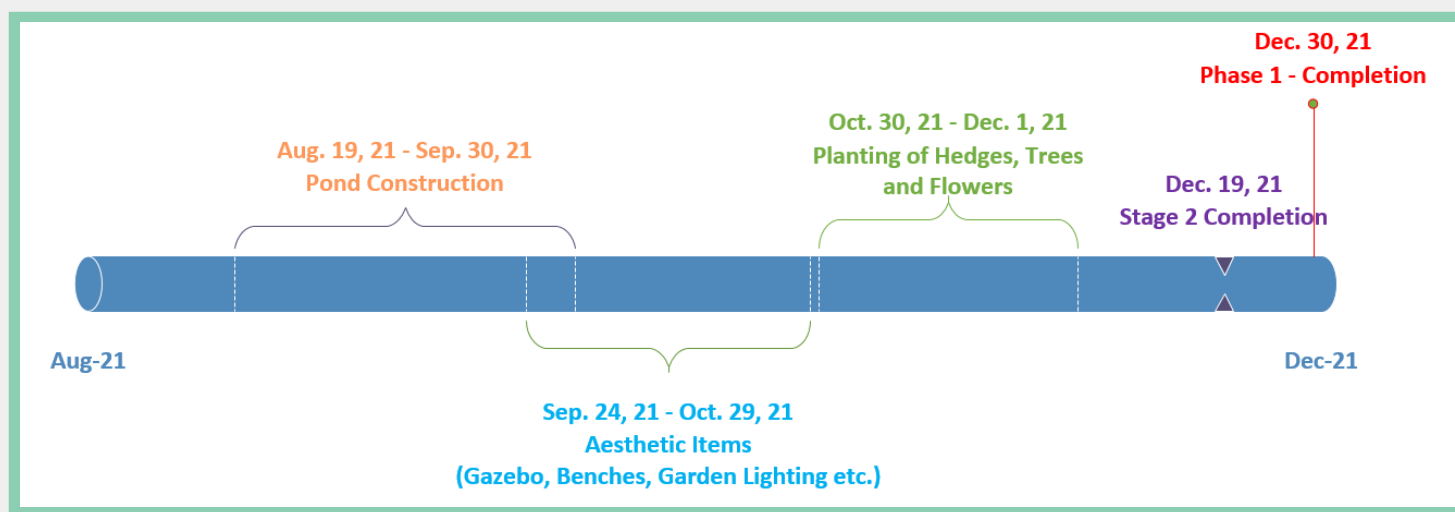 Dec. 30, 21
Phase 1 - Completion
Oct. 30, 21 - Dec. 1, 21
Planting of Hedges, Trees
and Flowers
Aug. 19, 21 - Sep. 30, 21
Pond Construction
Dec. 19, 21
Stage 2 Completion
Aug-21
Dec-21
Sep. 24, 21 - Oct. 29, 21
Aesthetic Items
(Gazebo, Benches, Garden Lighting etc.)